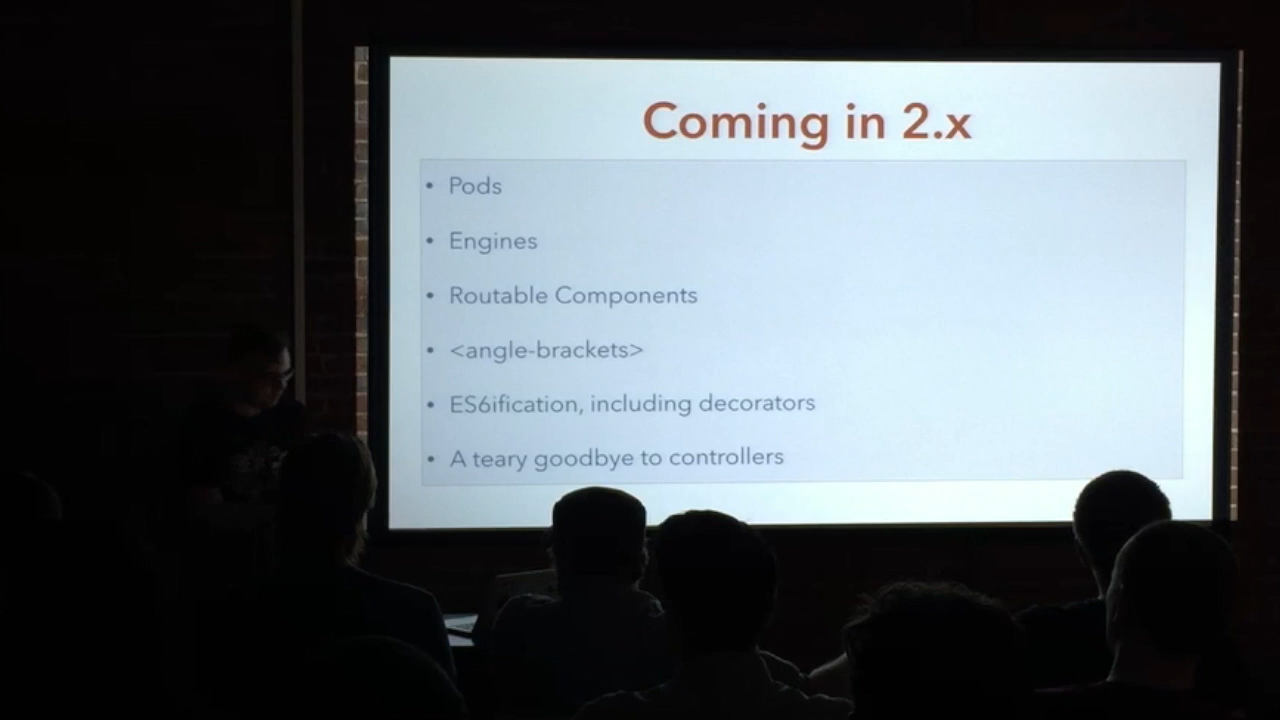 Coming in 2.x
• Pods
• Engines
• Routable Components
• <angle-brackets>
• ES6ification, including decorators
• A teary goodbye to controllers